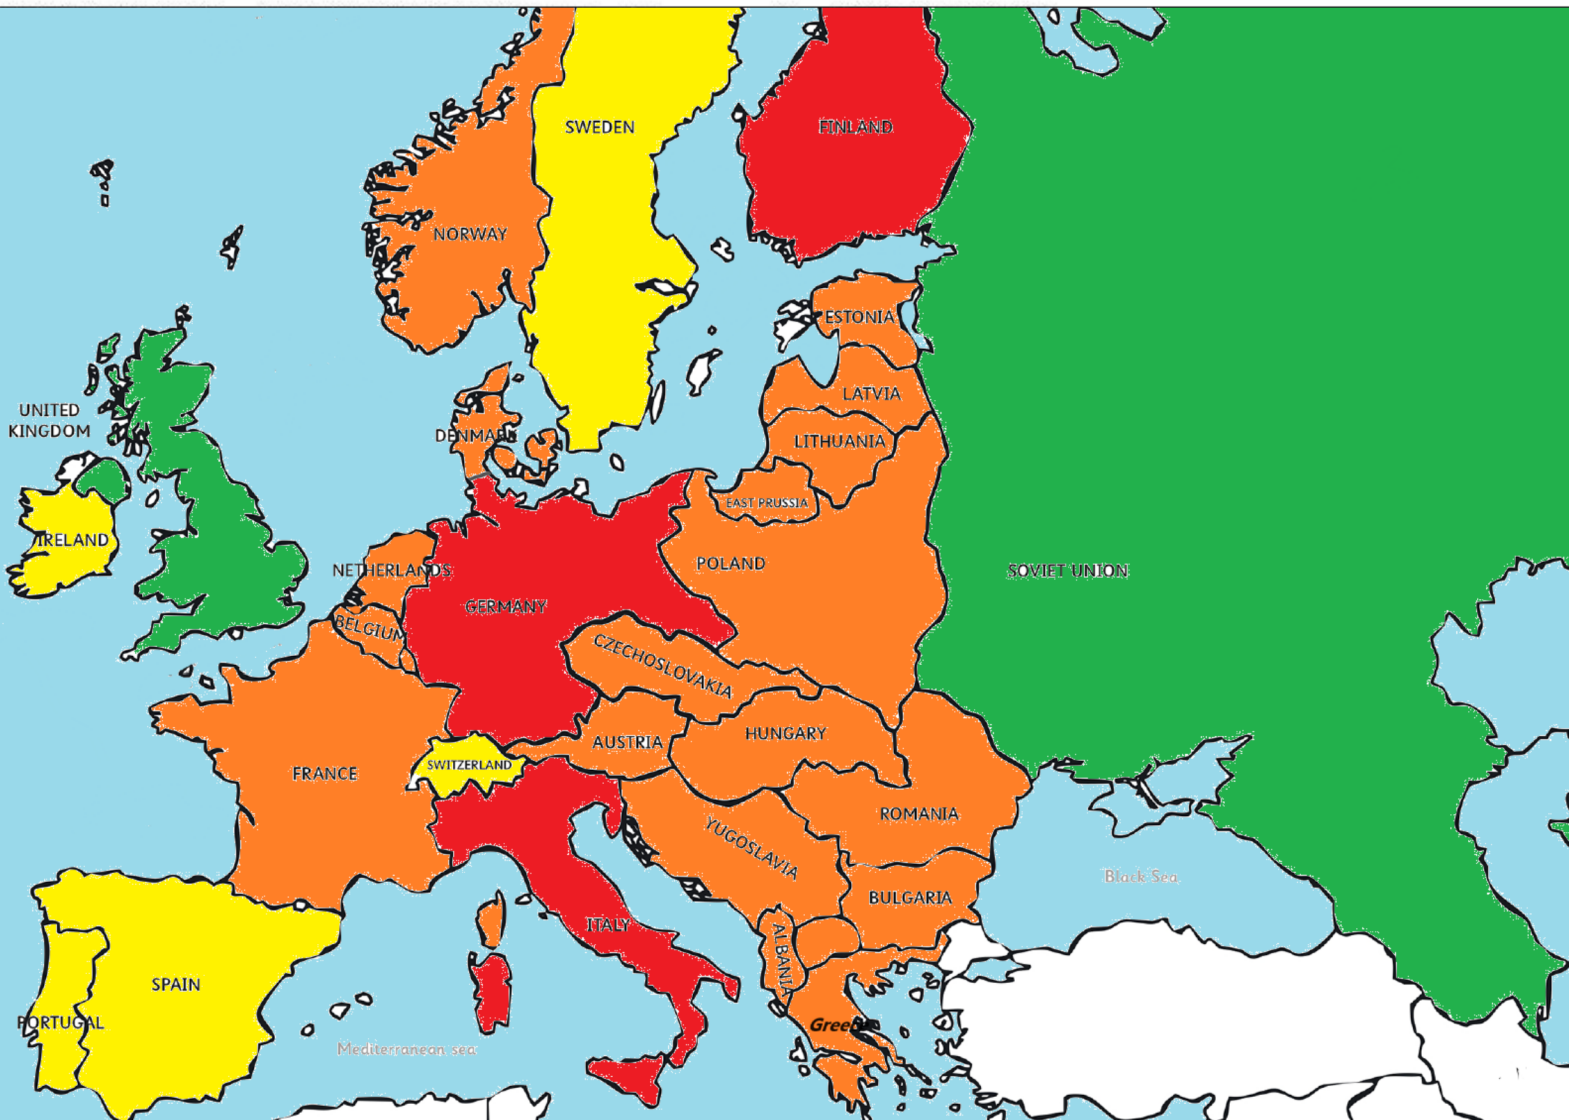 SWEDEN
FINLAND
NORWAY
ESTONIA
LATVIA
UNITED
KINGDOM
DENMARK
LITHUANIA
EAST PRUSSIA
IRELAND
NETHERLANDS
POLAND
SOVIET UNION
GERMANY
BELGIUM
CZECHOSLOVAKIA
AUSTRIA
HUNGARY
SWITZERLAND
FRANCE
ROMANIA
YUGOSLAVIA
Black Sea
BULGARIA
ITALY
ALBANIA
SPAIN
PORTUGAL
Mediterranean sea